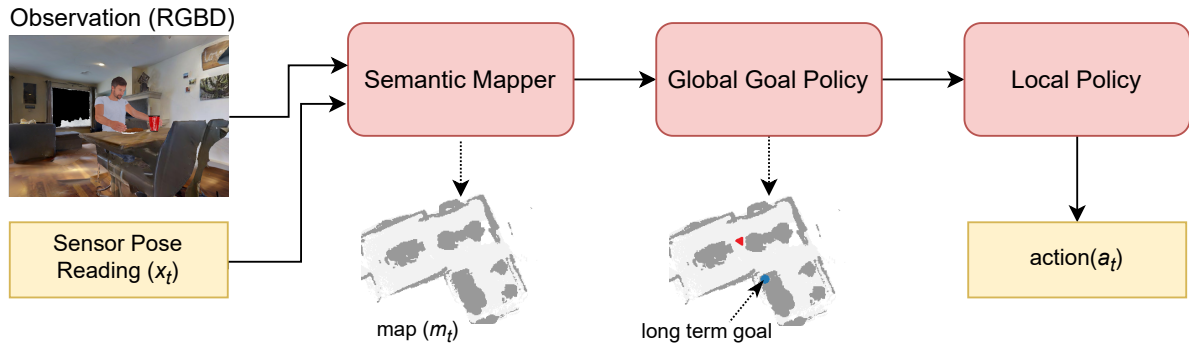 Observation (RGBD)
Semantic Mapper
Global Goal Policy
Local Policy
Sensor Pose
Reading (x_t)
action(a_t)
map (m_t)
long term goal